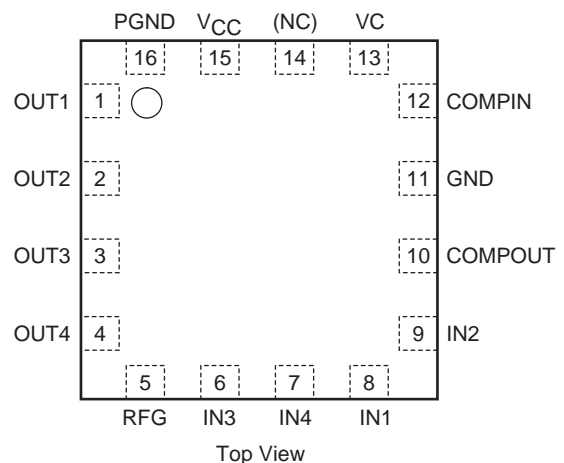 PGND VCC (NC) VC
16 15 14 13
OUT1 1 12 COMPIN
OUT2 2 11 GND
OUT3 3 10 COMPOUT
OUT4 4 9 IN2
5 6 7 8
RFG IN3 IN4 IN1
Top View